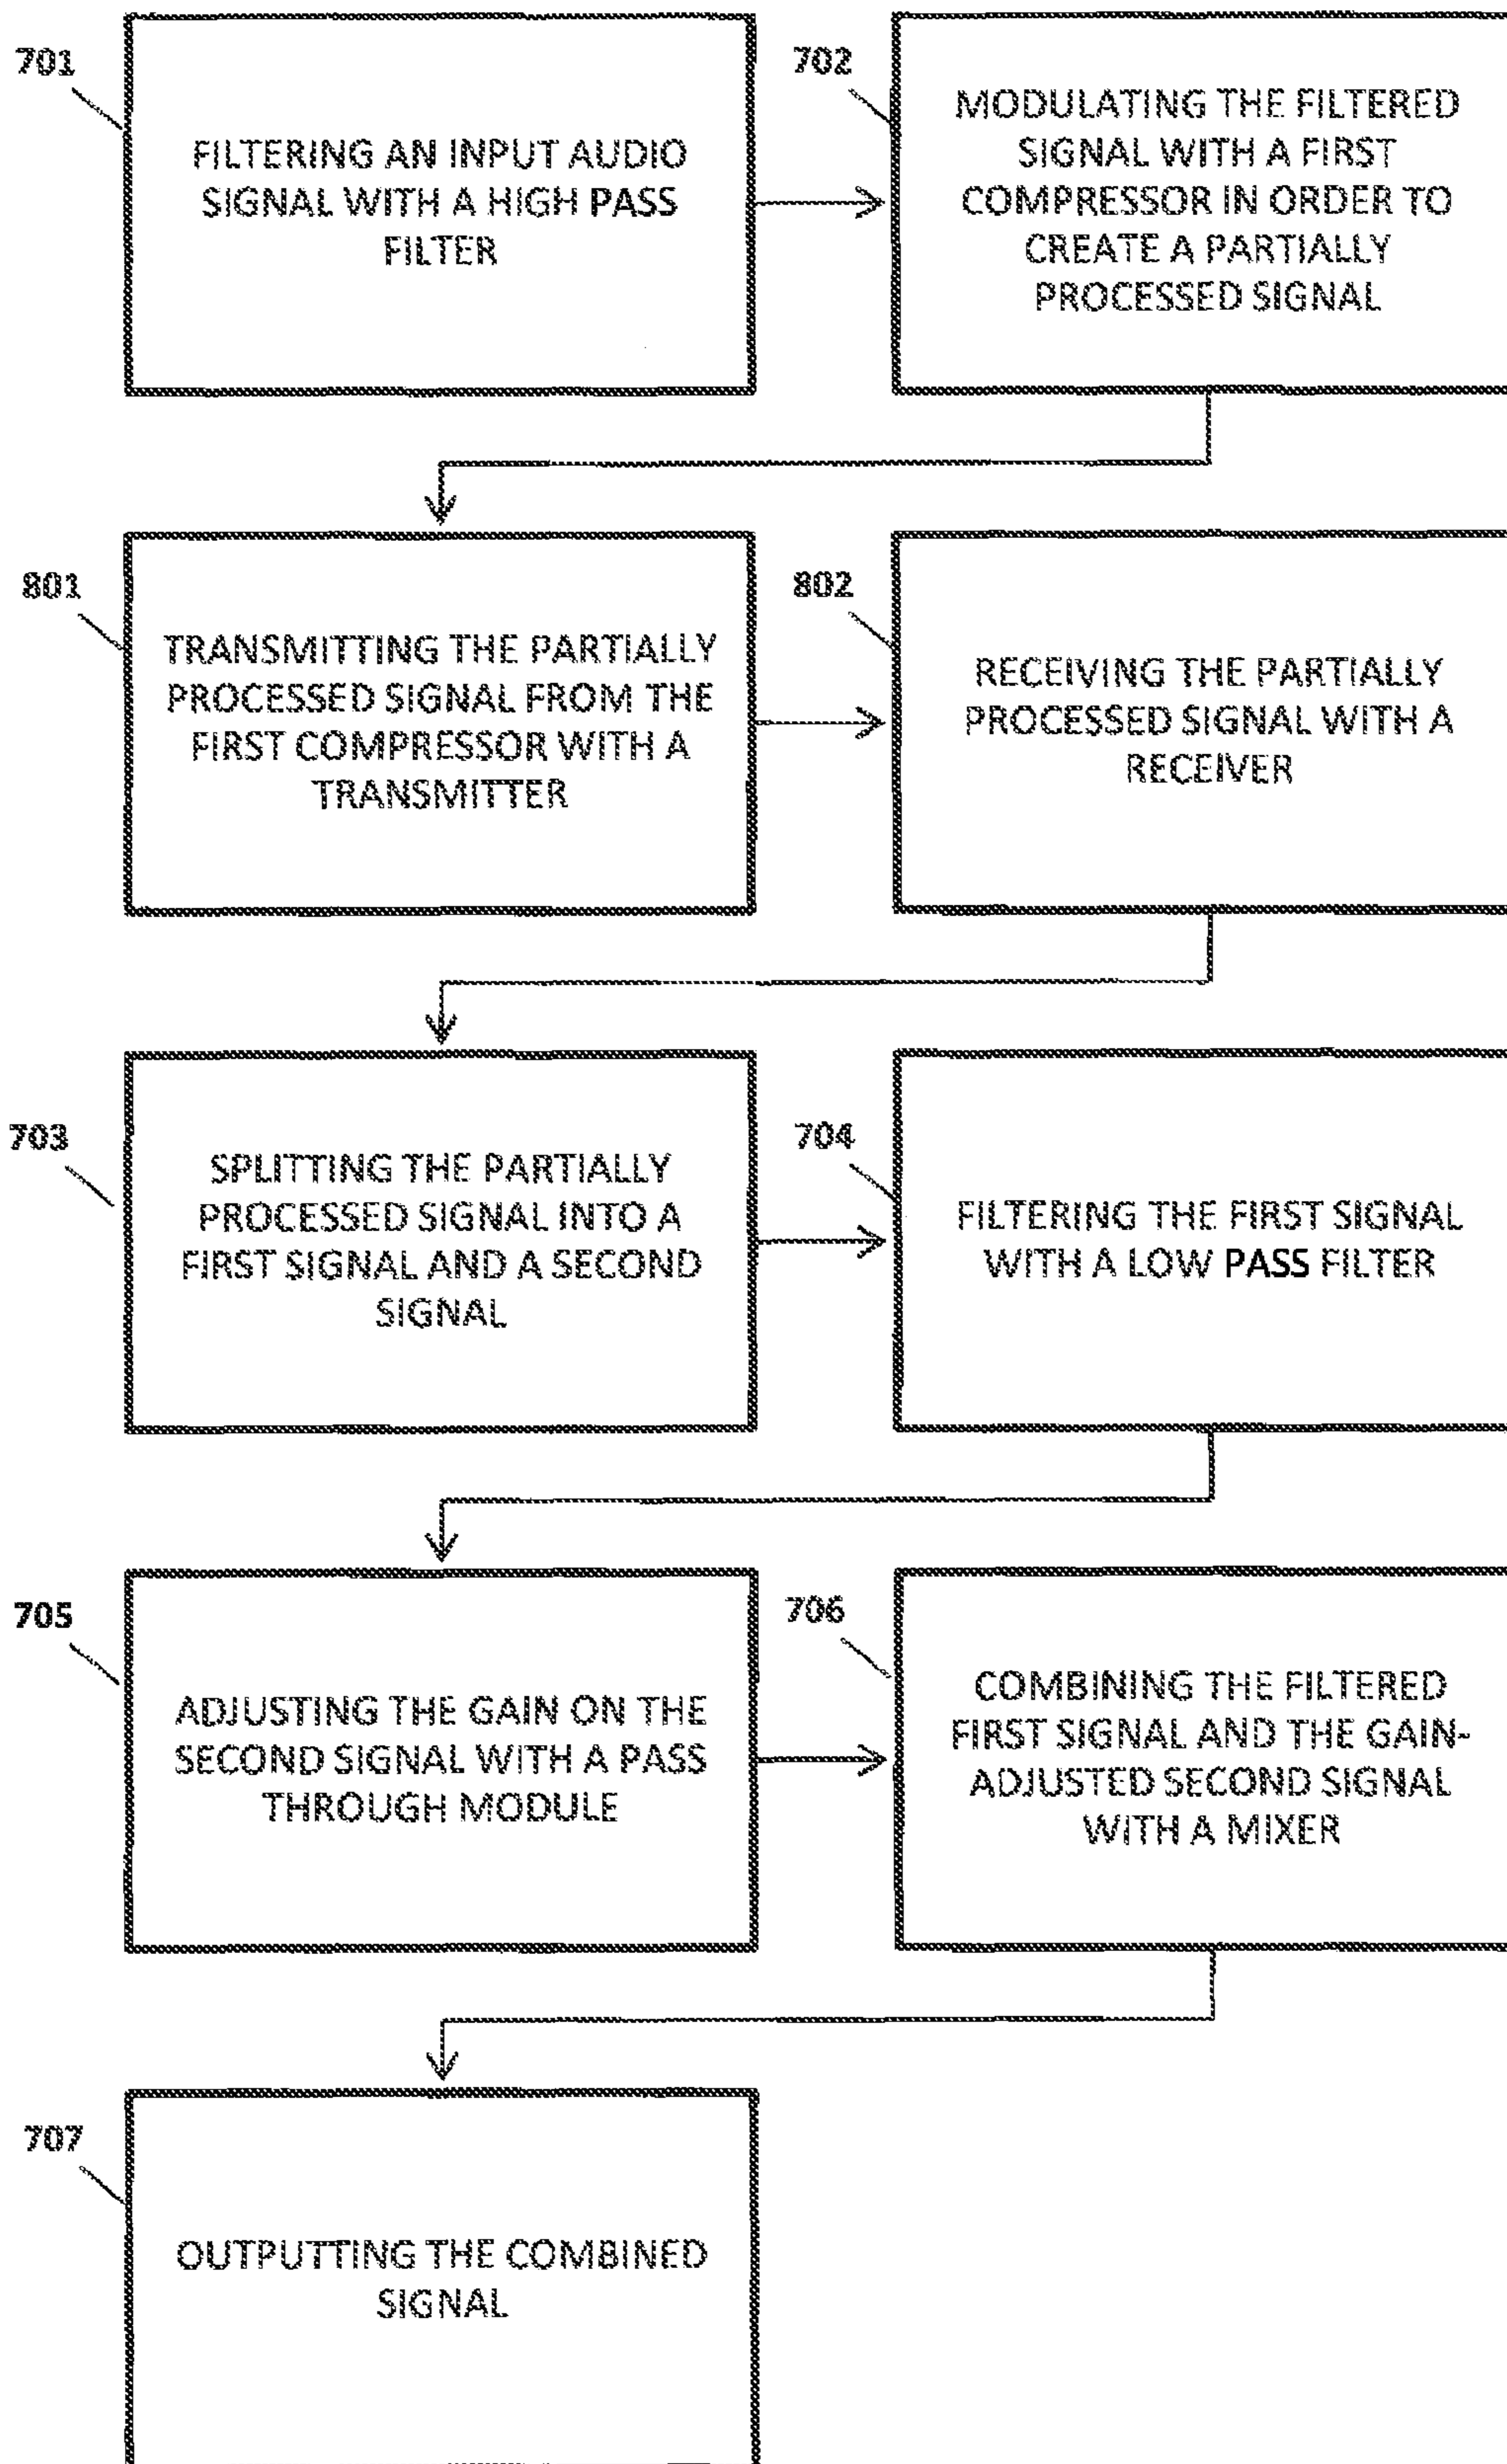 701
FILTERING AN INPUT AUDIO
SIGNAL WITH A HIGH PASS
FILTER
702
MODULATING THE FILTERED
SIGNAL WITH A FIRST
COMPRESSOR IN ORDER TO
CREATE A PARTIALLY
PROCESSED SIGNAL
801
TRANSMITTING THE PARTIALLY
PROCESSED SIGNAL FROM THE
FIRST COMPRESSOR WITH A
TRANSMITTER
802
RECEIVING THE PARTIALLY
PROCESSED SIGNAL WITH A
RECEIVER
703
SPLITTING THE PARTIALLY
PROCESSED SIGNAL INTO A
FIRST SIGNAL AND A SECOND
SIGNAL
704
FILTERING THE FIRST SIGNAL
WITH A LOW PASS FILTER
705
ADJUSTING THE GAIN ON THE
SECOND SIGNAL WITH A PASS
THROUGH MODULE
706
COMBINING THE FILTERED
FIRST SIGNAL AND THE GAIN-
ADJUSTED SECOND SIGNAL
WITH A MIXER
707
OUTPUTTING THE COMBINED
SIGNAL